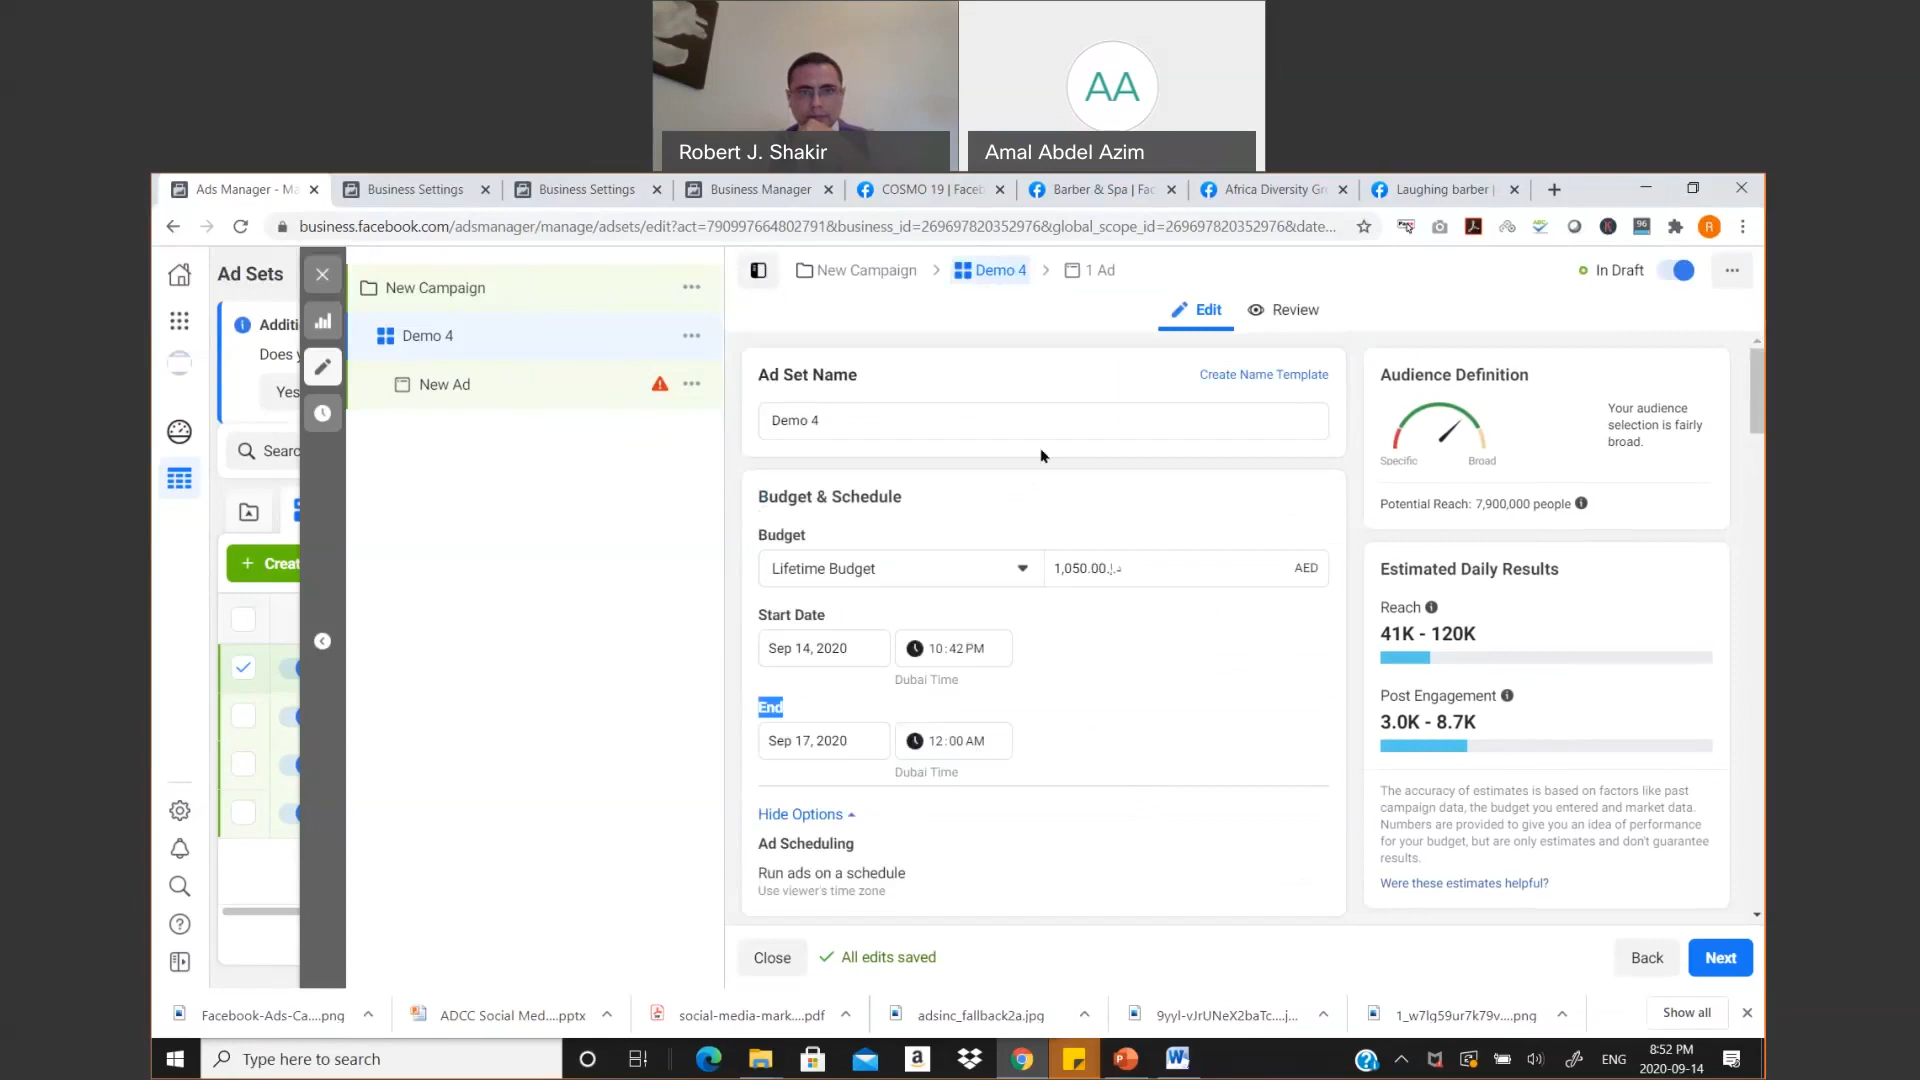 AA
Robert J. Shakir
Amal Abdel Azim
Ads Manager - Ma
Business Settings
Business Settings
Business Manager
COSMO 19 | Faceb
Barber & Spa | Fac
Africa Diversity Gr
Laughing barber |
business.facebook.com/adsmanager/manage/adsets/edit?act=790997664802791&business_id=269697820352976&global_scope_id=269697820352976&date...
96
R
Ad Sets
New Campaign
Demo 4
New Ad
New Campaign
Demo 4
1 Ad
In Draft
Edit
Review
Additi
Does y
Yes
Searc
+ Creat
Ad Set Name
Create Name Template
Demo 4
Budget & Schedule
Budget
Lifetime Budget
1,050.00د.إ.
AED
Start Date
Sep 14, 2020
10:42 PM
Dubai Time
End
Sep 17, 2020
12:00 AM
Dubai Time
Hide Options
Ad Scheduling
Run ads on a schedule
Use viewer's time zone
Audience Definition
Your audience
selection is fairly
broad.
Specific
Broad
Potential Reach: 7,900,000 people
Estimated Daily Results
Reach
41K - 120K
Post Engagement
3.0K - 8.7K
The accuracy of estimates is based on factors like past
campaign data, the budget you entered and market data.
Numbers are provided to give you an idea of performance
for your budget, but are only estimates and don't guarantee
results.
Were these estimates helpful?
Close
All edits saved
Back
Next
Facebook-Ads-Ca....png
ADCC Social Med....pptx
social-media-mark....pdf
adsinc_fallback2a.jpg
9yyl-vJrUNeX2baTc....j...
1_w7lg59ur7k79v....png
Show all
Type here to search
ENG
8:52 PM
2020-09-14